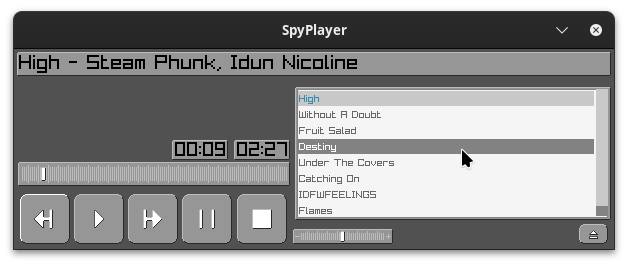 SpyPlayer
High - Steam Phunk, Idun Nicoline
00:09 02:27
High
Without A Doubt
Fruit Salad
Destiny
Under The Covers
Catching On
IDFWFEELINGS
Flames
- +